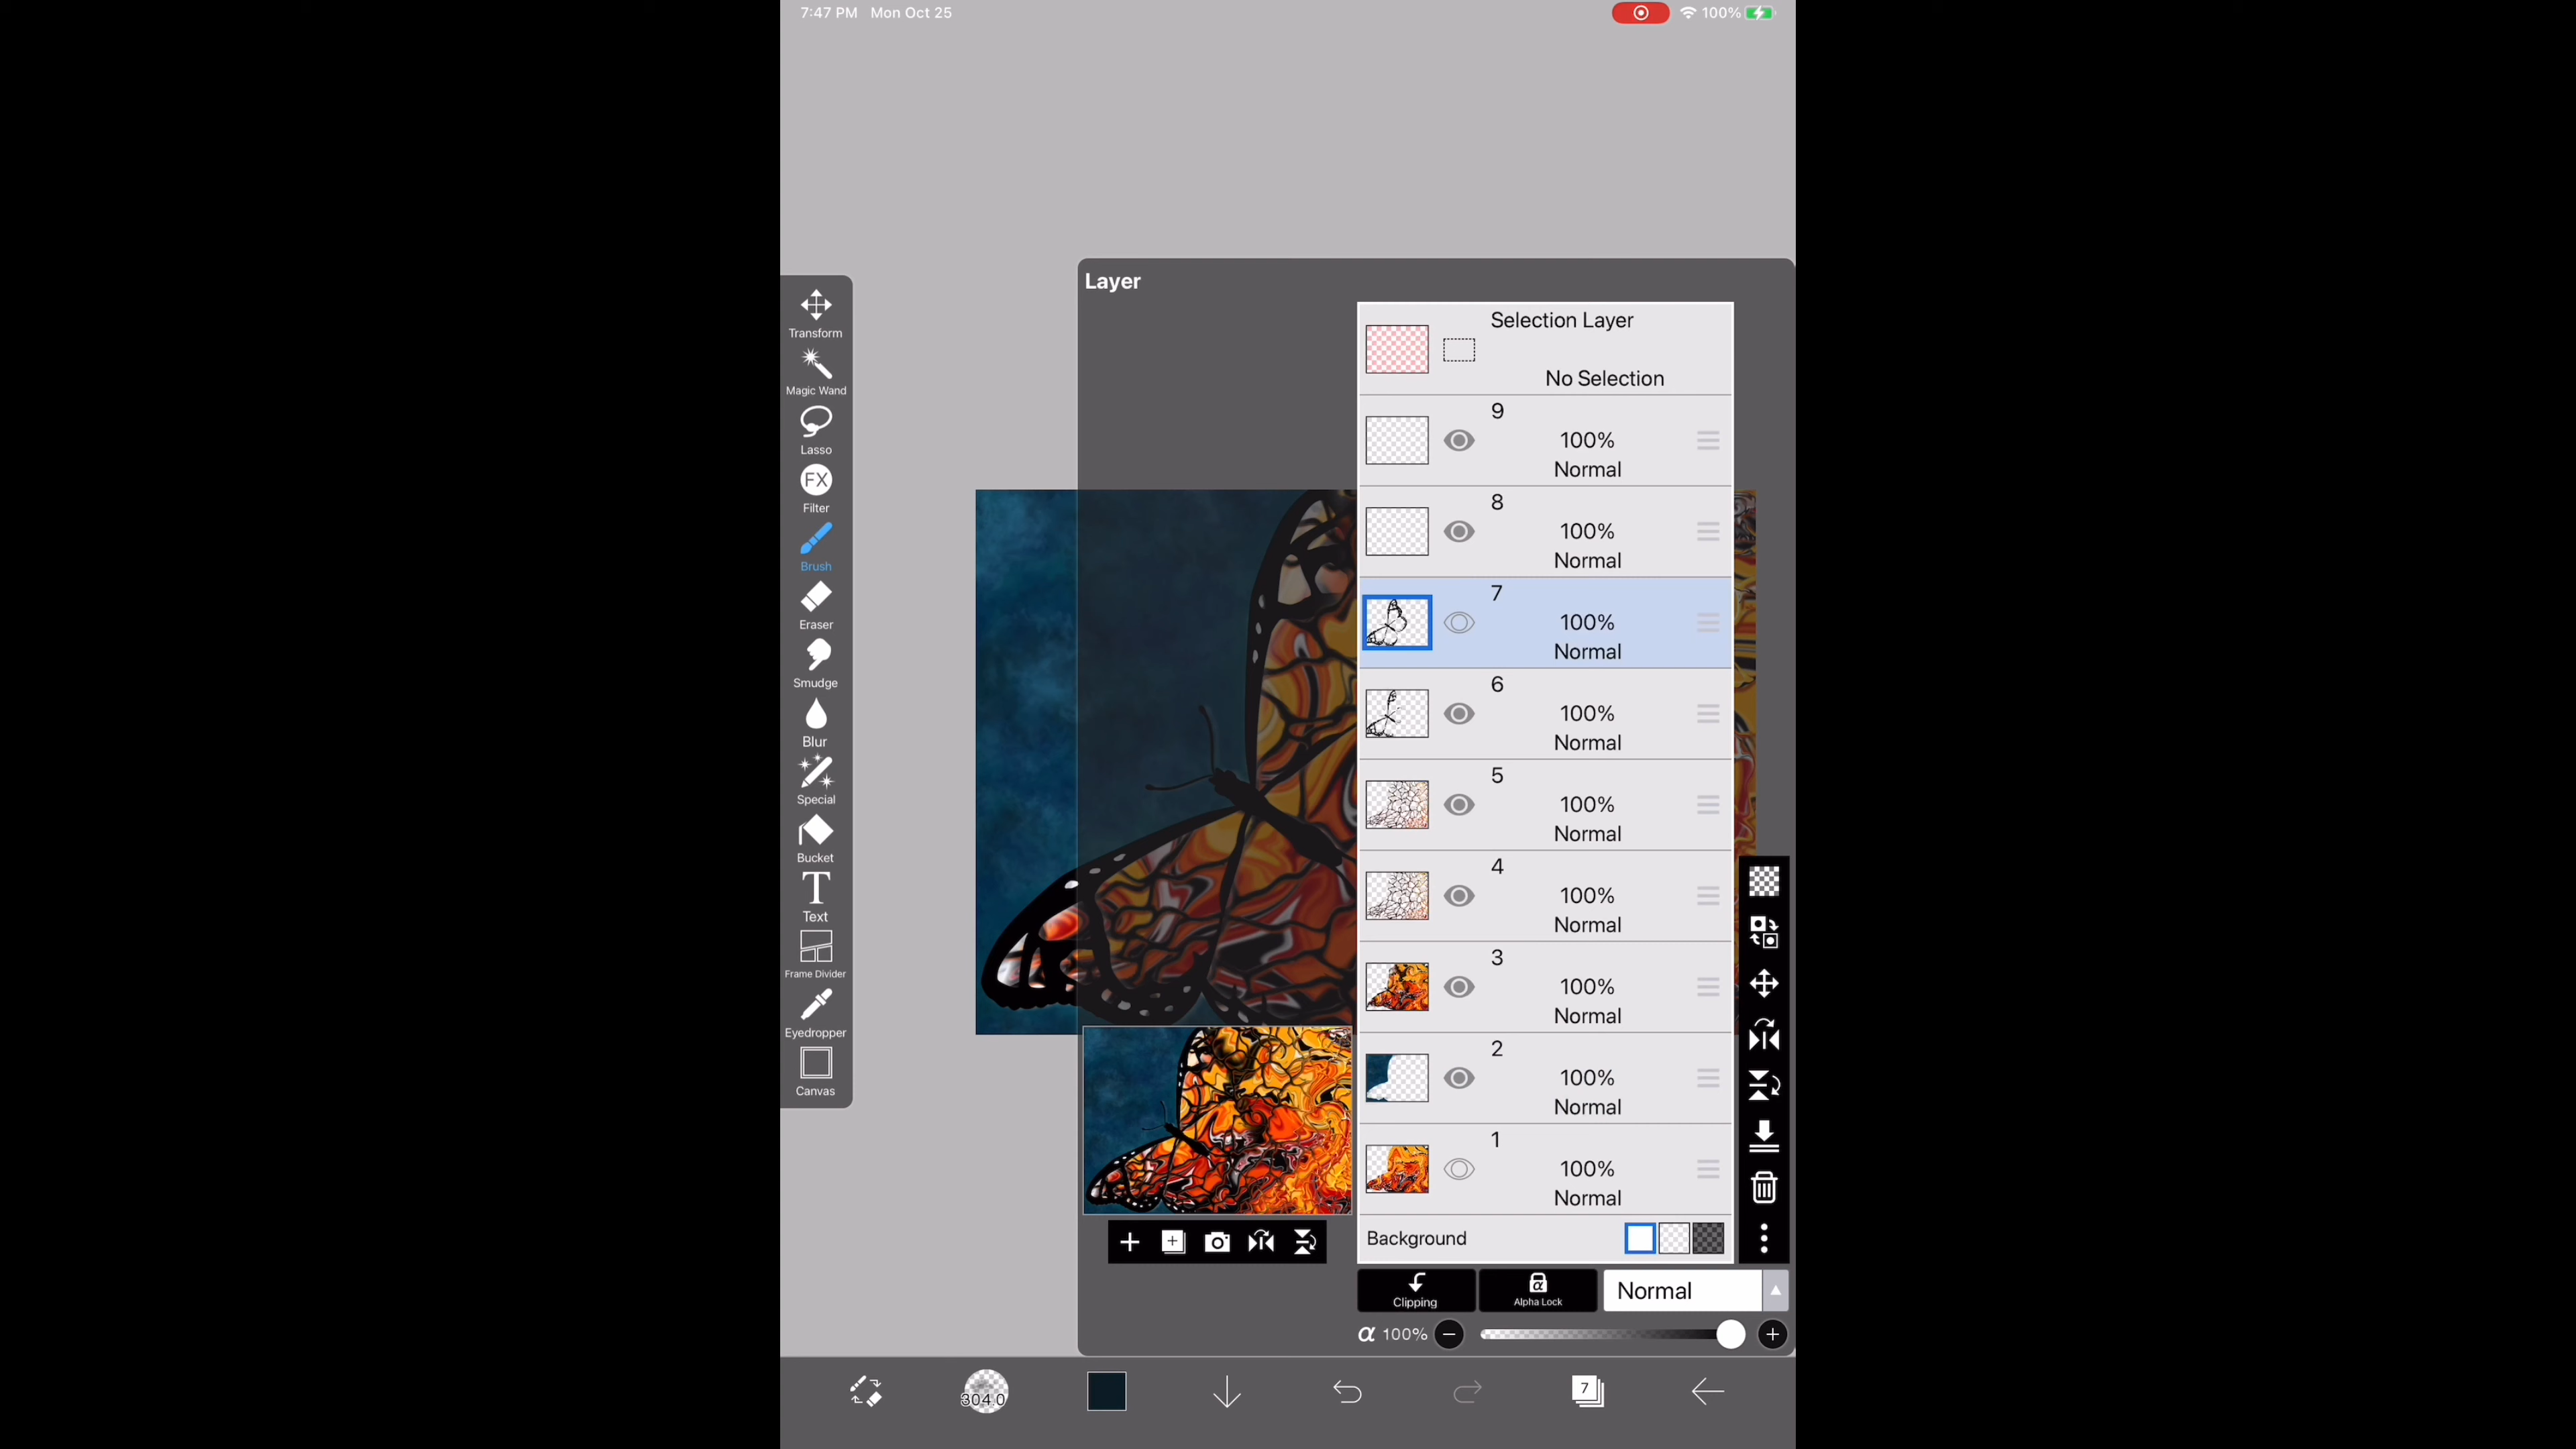 7:47 PM Mon Oct 25
100%
Layer
Transform
Magic Wand
Lasso
FX
Filter
Brush
Eraser
Smudge
Blur
Special
Bucket
T
Text
Frame Divider
Eyedropper
Canvas
Selection Layer
No Selection
9
100%
Normal
8
100%
Normal
7
100%
Normal
6
100%
Normal
5
100%
Normal
4
100%
Normal
3
100%
Normal
2
100%
Normal
1
100%
Normal
Background
Clipping
α
Alpha Lock
Normal
α 100%
304.0
7